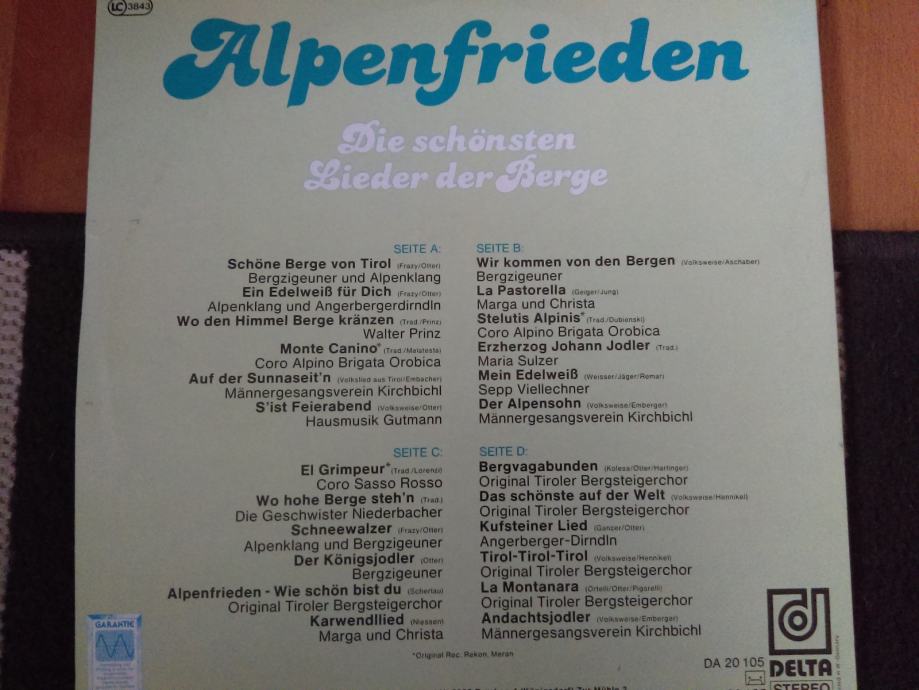 LC 3843
Alpenfrieden
Die schönsten
Lieder der Berge
SEITE A:
Schöne Berge von Tirol (Frazy/Otter)
Bergzigeuner und Alpenklang
Ein Edelweiß für Dich (Frazy/Otter)
Alpenklang und Angerbergerdirndln
Wo den Himmel Berge kränzen (Trad./Prinz)
Walter Prinz
Monte Canino* (Trad./Malatesta)
Coro Alpino Brigata Orobica
Auf der Sunnaseit'n (Volkslied aus Tirol/Embacher)
Männergesangsverein Kirchbichl
S'ist Feierabend (Volksweise/Otter)
Hausmusik Gutmann
SEITE B:
Wir kommen von den Bergen (Volksweise/Aschaber)
Bergzigeuner
La Pastorella (Geiger/Jung)
Marga und Christa
Stelutis Alpinis* (Trad./Dubienski)
Coro Alpino Brigata Orobica
Erzherzog Johann Jodler (Trad.)
Maria Sulzer
Mein Edelweiß (Weisser/Jäger/Romar)
Sepp Viellechner
Der Alpensohn (Volksweise/Emberger)
Männergesangsverein Kirchbichl
SEITE C:
El Grimpeur* (Trad./Lorenzi)
Coro Sasso Rosso
Wo hohe Berge steh'n (Trad.)
Die Geschwister Niederbacher
Schneewalzer (Frazy/Otter)
Alpenklang und Bergzigeuner
Der Königsjodler (Otter)
Bergzigeuner
Alpenfrieden - Wie schön bist du (Schertau)
Original Tiroler Bergsteigerchor
Karwendllied (Niessen)
Marga und Christa
SEITE D:
Bergvagabunden (Kolesa/Otter/Hartinger)
Original Tiroler Bergsteigerchor
Das schönste auf der Welt (Volksweise/Hennikel)
Original Tiroler Bergsteigerchor
Kufsteiner Lied (Ganzer/Otter)
Angerberger-Dirndln
Tirol-Tirol-Tirol (Volksweise/Hennikel)
Original Tiroler Bergsteigerchor
La Montanara (Ortelli/Otter/Pigarelli)
Original Tiroler Bergsteigerchor
Andachtsjodler (Volksweise/Emberger)
Männergesangsverein Kirchbichl
*Original Rec. Rekon, Meran
GARANTIE
DA 20 105
DELTA
STEREO